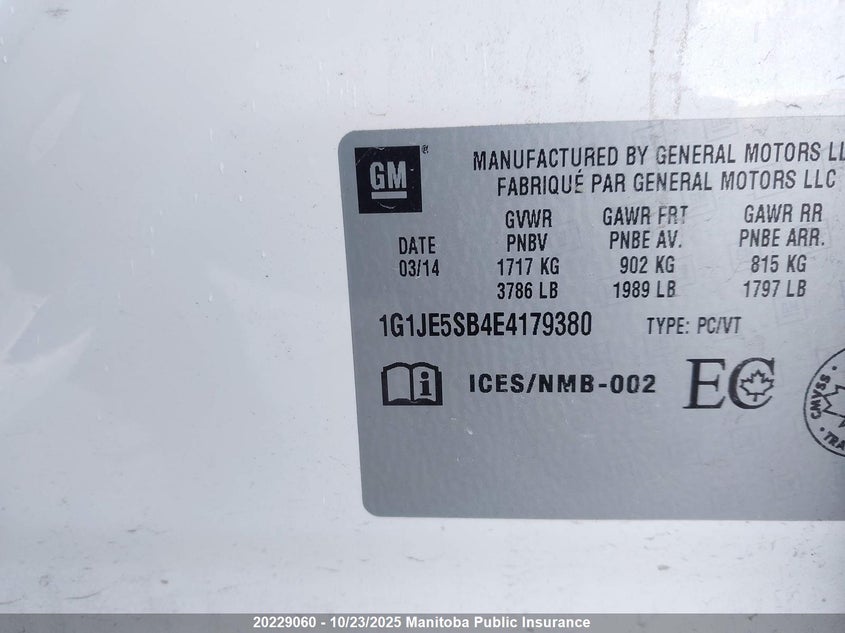 GM®
MANUFACTURED BY GENERAL MOTORS
FABRIQUÉ PAR GENERAL MOTORS LLC
DATE
03/14
GVWR
PNBV
1717 KG
3786 LB
GAWR FRT
PNBE AV.
902 KG
1989 LB
GAWR RR
PNBE ARR.
815 KG
1797 LB
1G1JE5SB4E4179380 TYPE: PC/VT
i ICES/NMB-002 EC
CMVSS
20229060 - 10/23/2025 Manitoba Public Insurance